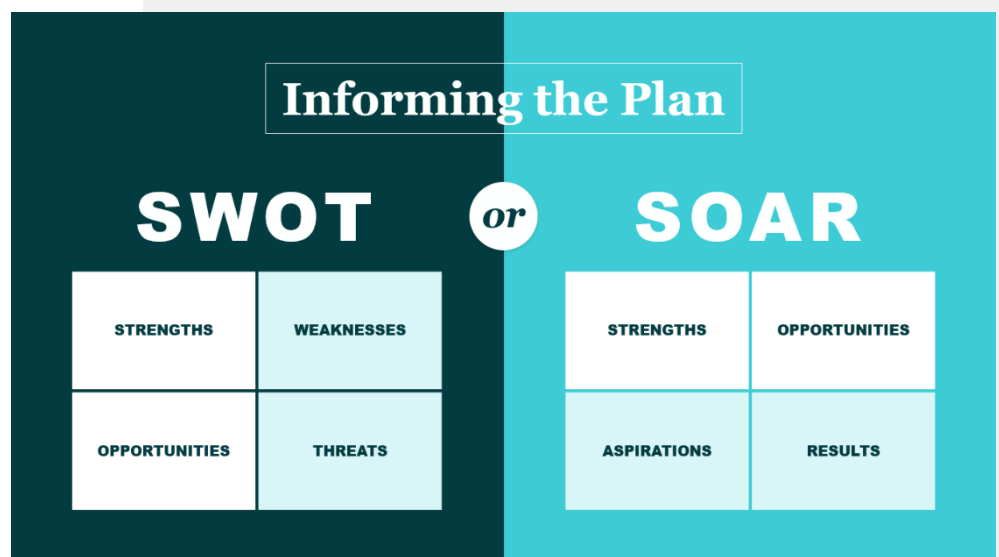 Informing the Plan
SWOT or SOAR
STRENGTHS WEAKNESSES
OPPORTUNITIES THREATS
STRENGTHS OPPORTUNITIES
ASPIRATIONS RESULTS